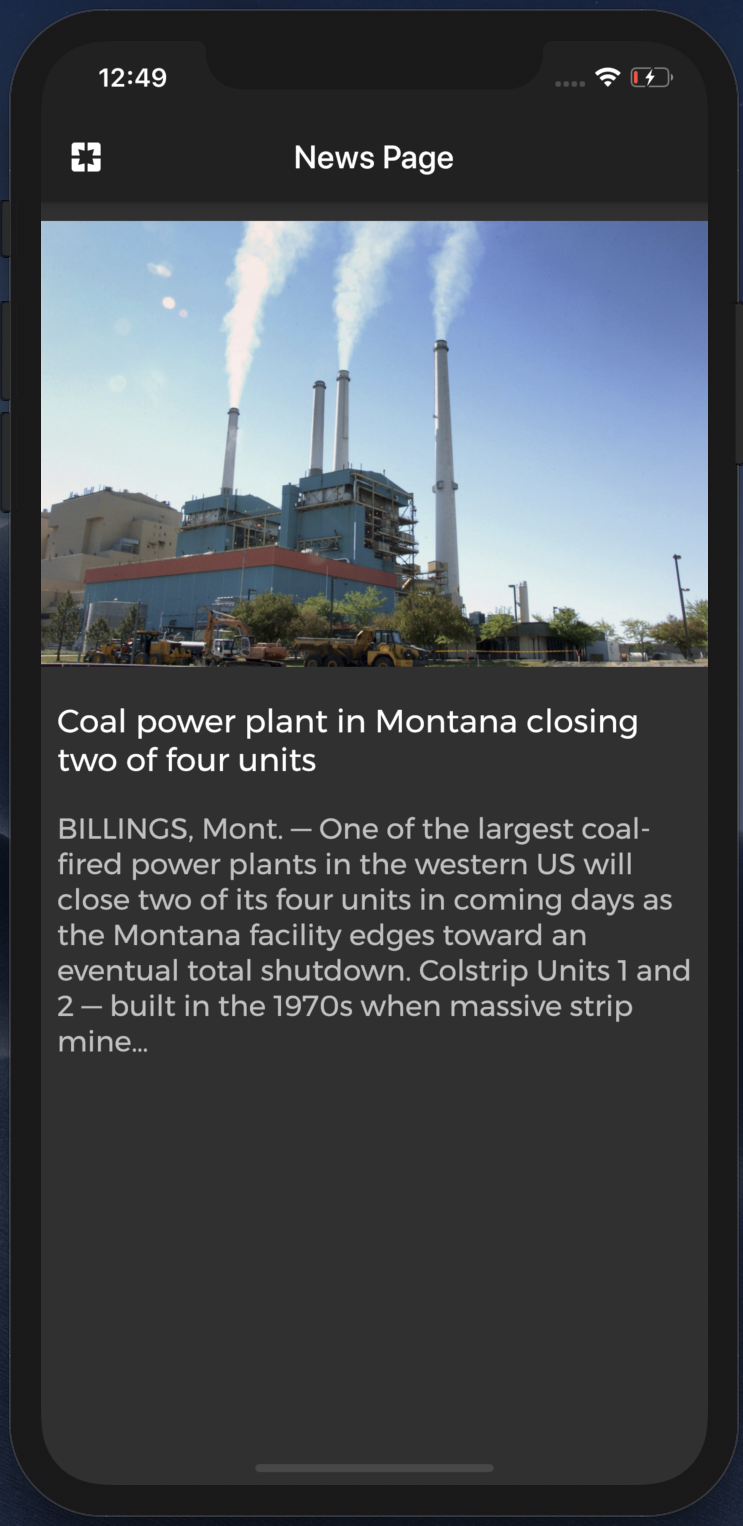 12:49
News Page
Coal power plant in Montana closing
two of four units
BILLINGS, Mont. — One of the largest coal-
fired power plants in the western US will
close two of its four units in coming days as
the Montana facility edges toward an
eventual total shutdown. Colstrip Units 1 and
2 — built in the 1970s when massive strip
mine...